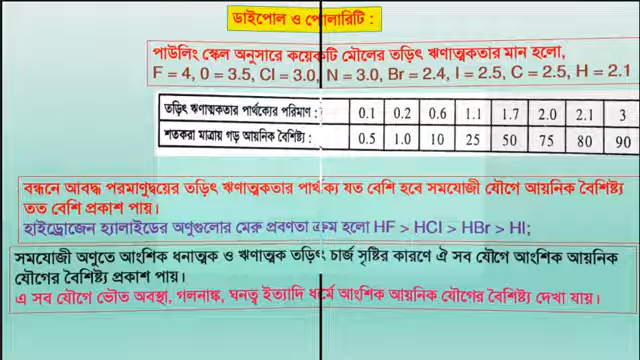 ডাইপোল ও পোলারিটি :
পাউলিং স্কেল অনুসারে কয়েকটি মৌলের তড়িৎ ঋণাত্মকতার মান হলো,
F = 4, 0 = 3.5, Cl = 3.0, N = 3.0, Br = 2.4, I = 2.5, C = 2.5, H = 2.1
তড়িৎ ঋণাত্মকতার পার্থক্যের পরিমাণ : 0.1 0.2 0.6 1.1 1.7 2.0 2.1 3
শতকরা মাত্রায় গড় আয়নিক বৈশিষ্ট্য : 0.5 1.0 10 25 50 75 80 90
বন্ধনে আবদ্ধ পরমাণুদ্বয়ের তড়িৎ ঋণাত্মকতার পার্থক্য যত বেশি হবে সমযোজী যৌগে আয়নিক বৈশিষ্ট্য
তত বেশি প্রকাশ পায়।
হাইড্রোজেন হ্যালাইডের অণুগুলোর মেরু প্রবণতা ক্রম হলো HF > HCl > HBr > HI;
সমযোজী অণুতে আংশিক ধনাত্মক ও ঋণাত্মক তড়িৎ চার্জ সৃষ্টির কারণে ঐ সব যৌগে আংশিক আয়নিক
যৌগের বৈশিষ্ট্য প্রকাশ পায়।
এ সব যৌগে ভৌত অবস্থা, গলনাঙ্ক, ঘনত্ব ইত্যাদি ধর্মে আংশিক আয়নিক যৌগের বৈশিষ্ট্য দেখা যায়।